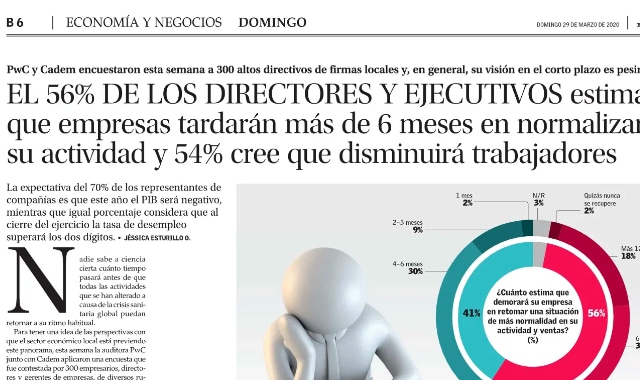 B 6 | ECONOMÍA Y NEGOCIOS DOMINGO
DOMINGO 29 DE MARZO DE 2020
PwC y Cadem encuestaron esta semana a 300 altos directivos de firmas locales y, en general, su visión en el corto plazo es
EL 56% DE LOS DIRECTORES Y EJECUTIVOS estima
que empresas tardarán más de 6 meses en normalizar
su actividad y 54% cree que disminuirá trabajadores
La expectativa del 70% de los representantes de
compañías es que este año el PIB será negativo,
mientras que igual porcentaje considera que al
cierre del ejercicio la tasa de desempleo
superará los dos dígitos. • JÉSSICA ESTURILLO O.
Nadie sabe a ciencia
cierta cuánto tiempo
pasará antes de que
todas las actividades
que se han alterado a
causa de la crisis sani-
taria global puedan
retornar a su ritmo habitual.
Para tener una idea de las perspectivas con
que el sector económico local está previendo
este panorama, esta semana la auditora PwC
junto con Cadem aplicaron una encuesta que
fue contestada por 300 empresarios, directo-
res y gerentes de empresas, de diversos ru-
1 mes
2%
N/R
3%
Quizás nunca
se recupere
2%
2-3 meses
9%
Más 12
18%
4-6 meses
30%
41%
¿Cuánto estima que
demorará su empresa
en retomar una situación
de más normalidad en su
actividad y ventas?
(%)
56%
6
3